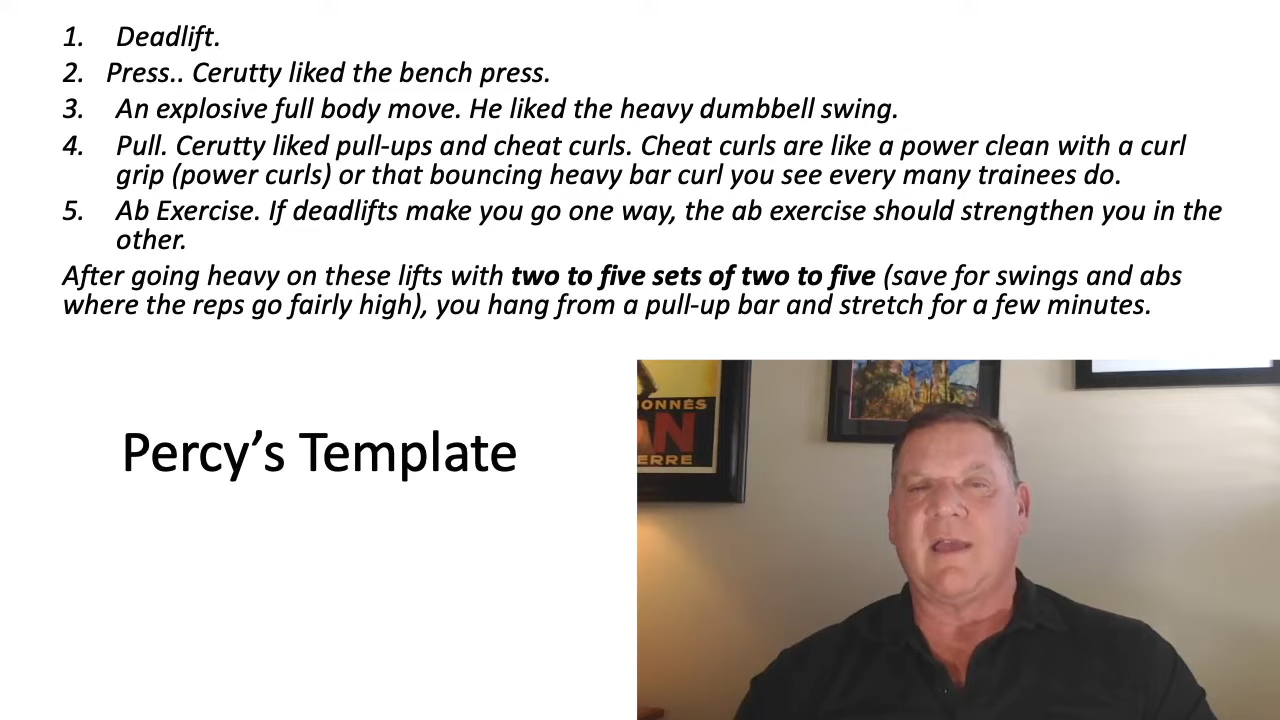 1. Deadlift.
2. Press.. Cerutty liked the bench press.
3. An explosive full body move. He liked the heavy dumbbell swing.
4. Pull. Cerutty liked pull-ups and cheat curls. Cheat curls are like a power clean with a curl
grip (power curls) or that bouncing heavy bar curl you see every many trainees do.
5. Ab Exercise. If deadlifts make you go one way, the ab exercise should strengthen you in the
other.
After going heavy on these lifts with two to five sets of two to five (save for swings and abs
where the reps go fairly high), you hang from a pull-up bar and stretch for a few minutes.
Percy's Template
IONNÉS
AN
ERRE